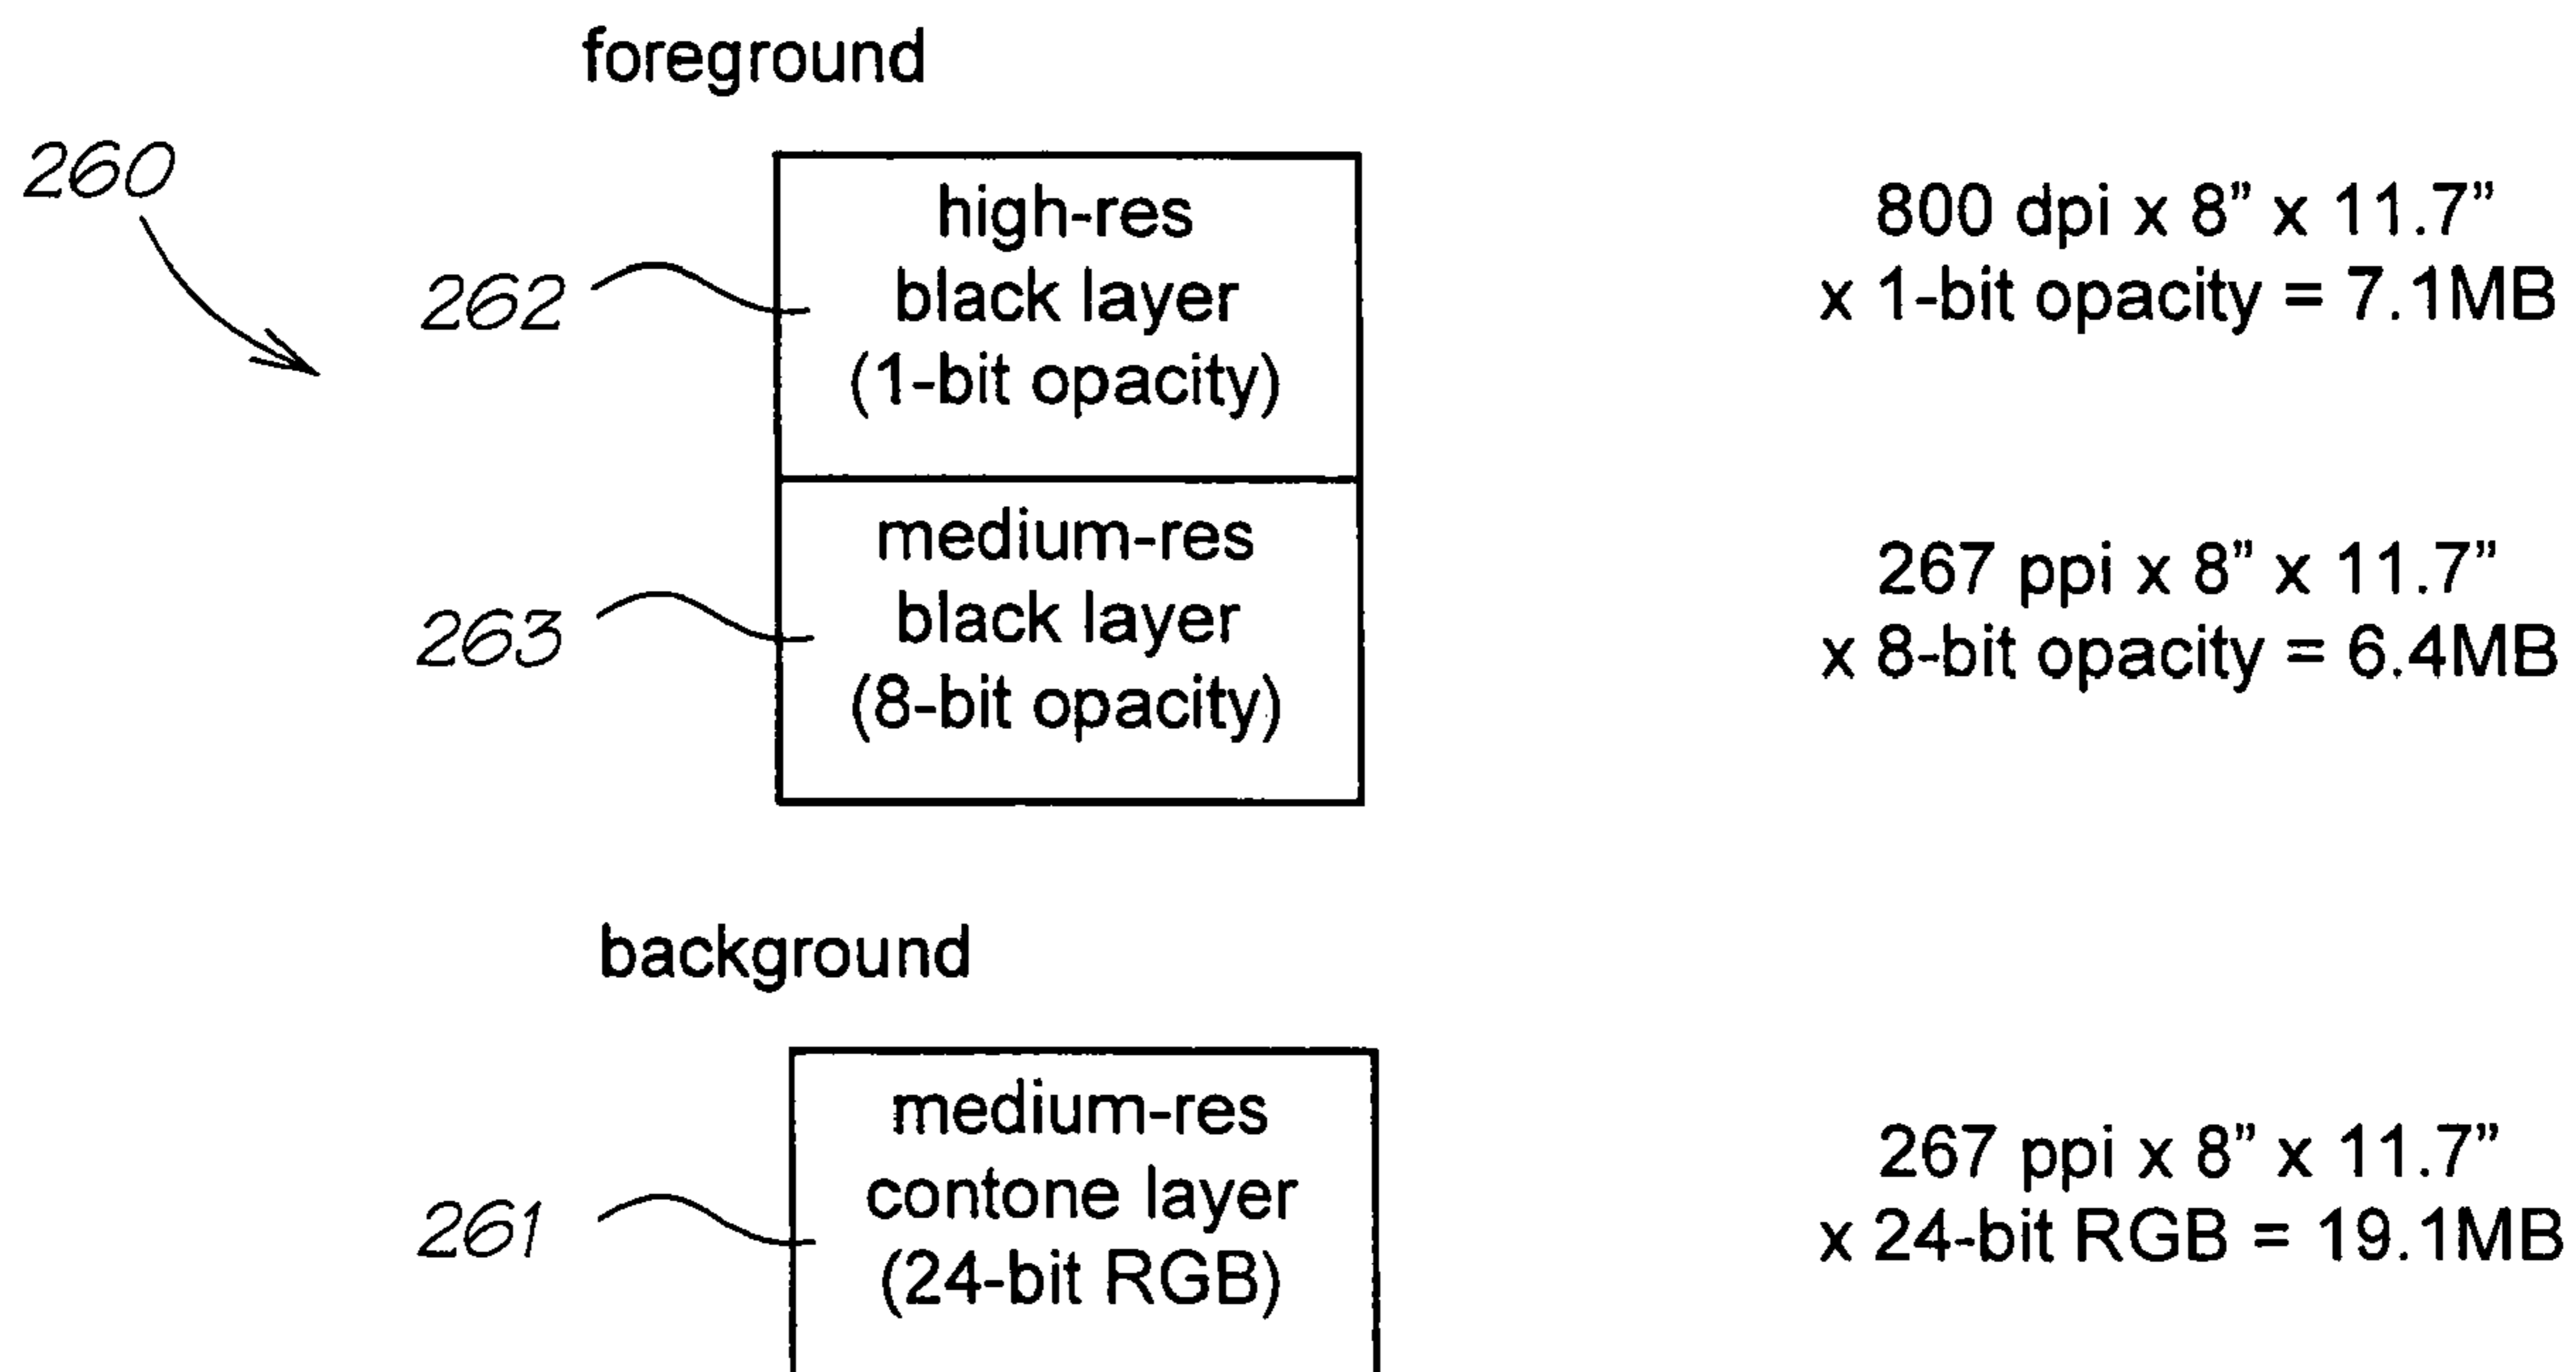 foreground
260
262
high-res
black layer
(1-bit opacity)
800 dpi x 8” x 11.7”
x 1-bit opacity = 7.1MB
263
medium-res
black layer
(8-bit opacity)
267 ppi x 8” x 11.7”
x 8-bit opacity = 6.4MB
background
261
medium-res
contone layer
(24-bit RGB)
267 ppi x 8” x 11.7”
x 24-bit RGB = 19.1MB